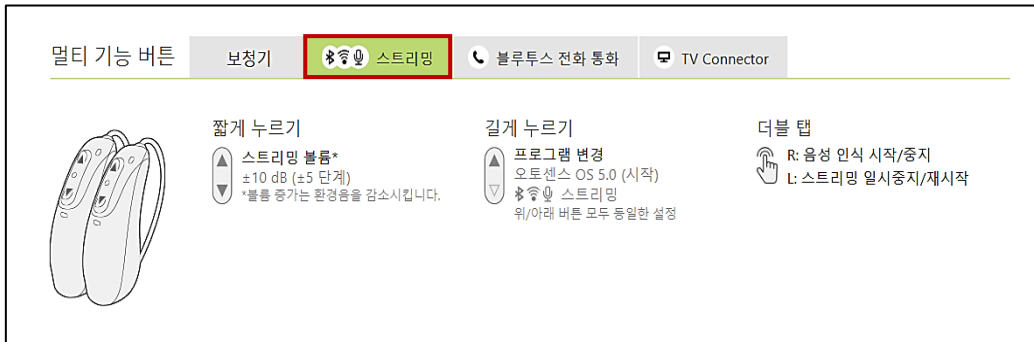 멀티 기능 버튼 보청기 스트리밍 블루투스 전화 통화 TV Connector
짧게 누르기
스트리밍 볼륨*
±10 dB (±5 단계)
*볼륨 증가는 환경음을 감소시킵니다.
길게 누르기
프로그램 변경
오토센스 OS 5.0 (시작)
스트리밍
위/아래 버튼 모두 동일한 설정
더블 탭
R: 음성 인식 시작/중지
L: 스트리밍 일시중지/재시작